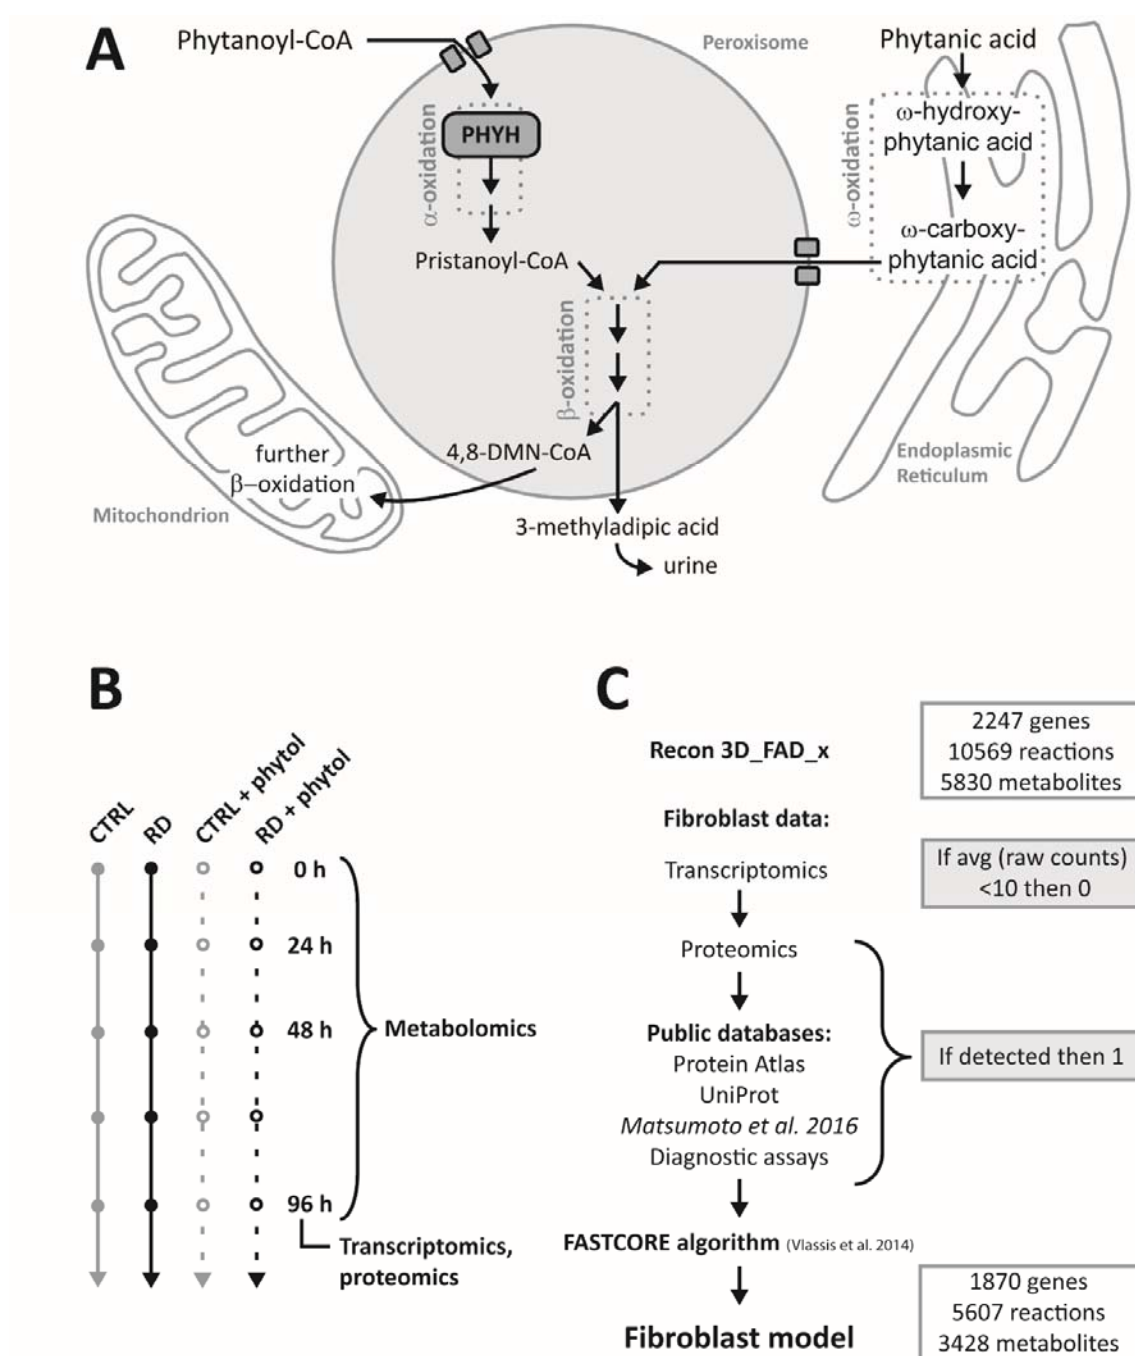 A
Phytanoyl-CoA
Peroxisome
Phytanic acid
PHYH
α-oxidation
ω-oxidation
ω-hydroxy-
phytanic acid
ω-carboxy-
phytanic acid
Pristanoyl-CoA
β-oxidation
4,8-DMN-CoA
further
β–oxidation
Mitochondrion
Endoplasmic
Reticulum
3-methyladipic acid
urine
B
CTRL
RD
CTRL + phytol
RD + phytol
0 h
24 h
48 h
96 h
Metabolomics
Transcriptomics,
proteomics
C
Recon 3D_FAD_x
2247 genes
10569 reactions
5830 metabolites
Fibroblast data:
Transcriptomics
If avg (raw counts)
<10 then 0
Proteomics
Public databases:
Protein Atlas
UniProt
Matsumoto et al. 2016
Diagnostic assays
If detected then 1
FASTCORE algorithm (Vlassis et al. 2014)
Fibroblast model
1870 genes
5607 reactions
3428 metabolites